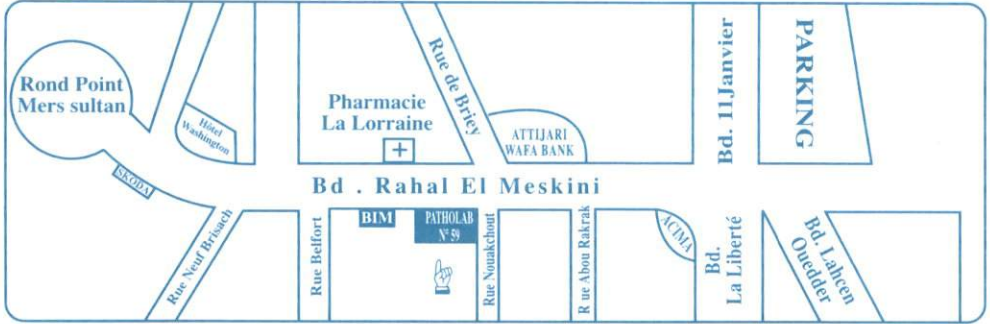 Rond Point
Mers sultan
Hôtel
Washington
SKODA
Pharmacie
La Lorraine
Rue de Briey
ATTIJARI
WAFA BANK
Bd. 11Janvier
PARKING
Bd . Rahal El Meskini
Rue Neuf Brisach
Rue Belfort
BIM
PATHOLAB
N° 59
Rue Nouakchout
R ue Abou Rakrak
ACIMA
Bd.
La Liberté
Bd. Lahcen
Ouedder